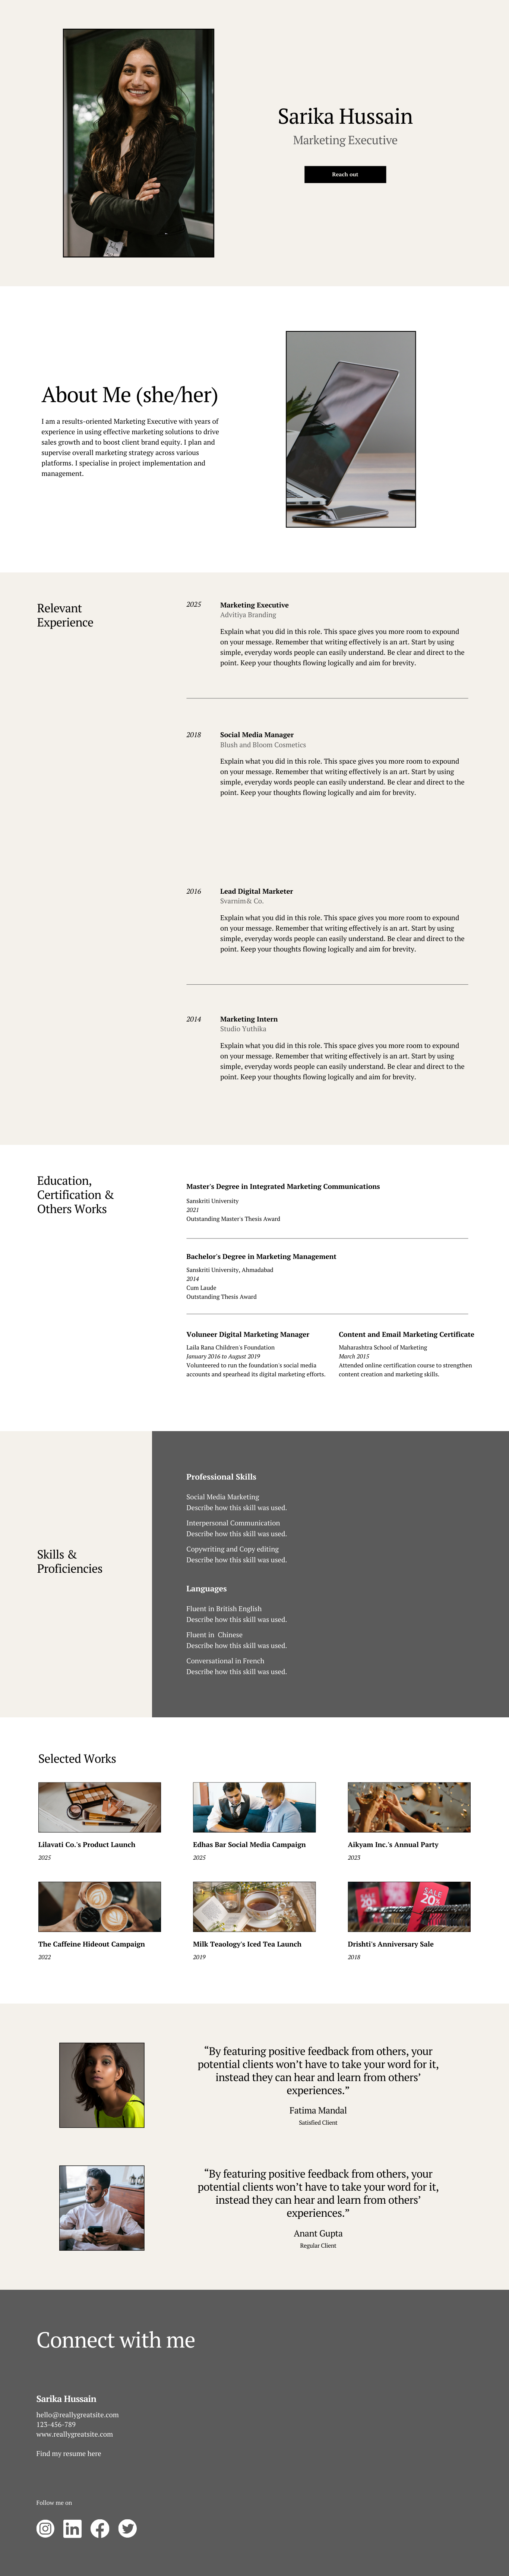 Sarika Hussain
Marketing Executive
Reach out
About Me (she/her)
I am a results-oriented Marketing Executive with years of
experience in using effective marketing solutions to drive
sales growth and to boost client brand equity. I plan and
supervise overall marketing strategy across various
platforms. I specialise in project implementation and
management.
Relevant
Experience
2025
Marketing Executive
Advitiya Branding
Explain what you did in this role. This space gives you more room to expound
on your message. Remember that writing effectively is an art. Start by using
simple, everyday words people can easily understand. Be clear and direct to the
point. Keep your thoughts flowing logically and aim for brevity.
2018
Social Media Manager
Blush and Bloom Cosmetics
Explain what you did in this role. This space gives you more room to expound
on your message. Remember that writing effectively is an art. Start by using
simple, everyday words people can easily understand. Be clear and direct to the
point. Keep your thoughts flowing logically and aim for brevity.
2016
Lead Digital Marketer
Svarnim& Co.
Explain what you did in this role. This space gives you more room to expound
on your message. Remember that writing effectively is an art. Start by using
simple, everyday words people can easily understand. Be clear and direct to the
point. Keep your thoughts flowing logically and aim for brevity.
2014
Marketing Intern
Studio Yuthika
Explain what you did in this role. This space gives you more room to expound
on your message. Remember that writing effectively is an art. Start by using
simple, everyday words people can easily understand. Be clear and direct to the
point. Keep your thoughts flowing logically and aim for brevity.
Education,
Certification &
Others Works
Master's Degree in Integrated Marketing Communications
Sanskriti University
2021
Outstanding Master's Thesis Award
Bachelor's Degree in Marketing Management
Sanskriti University, Ahmadabad
2014
Cum Laude
Outstanding Thesis Award
Voluneer Digital Marketing Manager
Laila Rana Children's Foundation
January 2016 to August 2019
Volunteered to run the foundation's social media
accounts and spearhead its digital marketing efforts.
Content and Email Marketing Certificate
Maharashtra School of Marketing
March 2015
Attended online certification course to strengthen
content creation and marketing skills.
Skills &
Proficiencies
Professional Skills
Social Media Marketing
Describe how this skill was used.
Interpersonal Communication
Describe how this skill was used.
Copywriting and Copy editing
Describe how this skill was used.
Languages
Fluent in British English
Describe how this skill was used.
Fluent in  Chinese
Describe how this skill was used.
Conversational in French
Describe how this skill was used.
Selected Works
Lilavati Co.'s Product Launch
2025
Edhas Bar Social Media Campaign
2025
Aikyam Inc.'s Annual Party
2023
The Caffeine Hideout Campaign
2022
Milk Teaology's Iced Tea Launch
2019
SALE
SALE
20%
Drishti's Anniversary Sale
2018
“By featuring positive feedback from others, your
potential clients won’t have to take your word for it,
instead they can hear and learn from others’
experiences.”
Fatima Mandal
Satisfied Client
“By featuring positive feedback from others, your
potential clients won’t have to take your word for it,
instead they can hear and learn from others’
experiences.”
Anant Gupta
Regular Client
Connect with me
Sarika Hussain
hello@reallygreatsite.com
123-456-789
www.reallygreatsite.com
Find my resume here
Follow me on